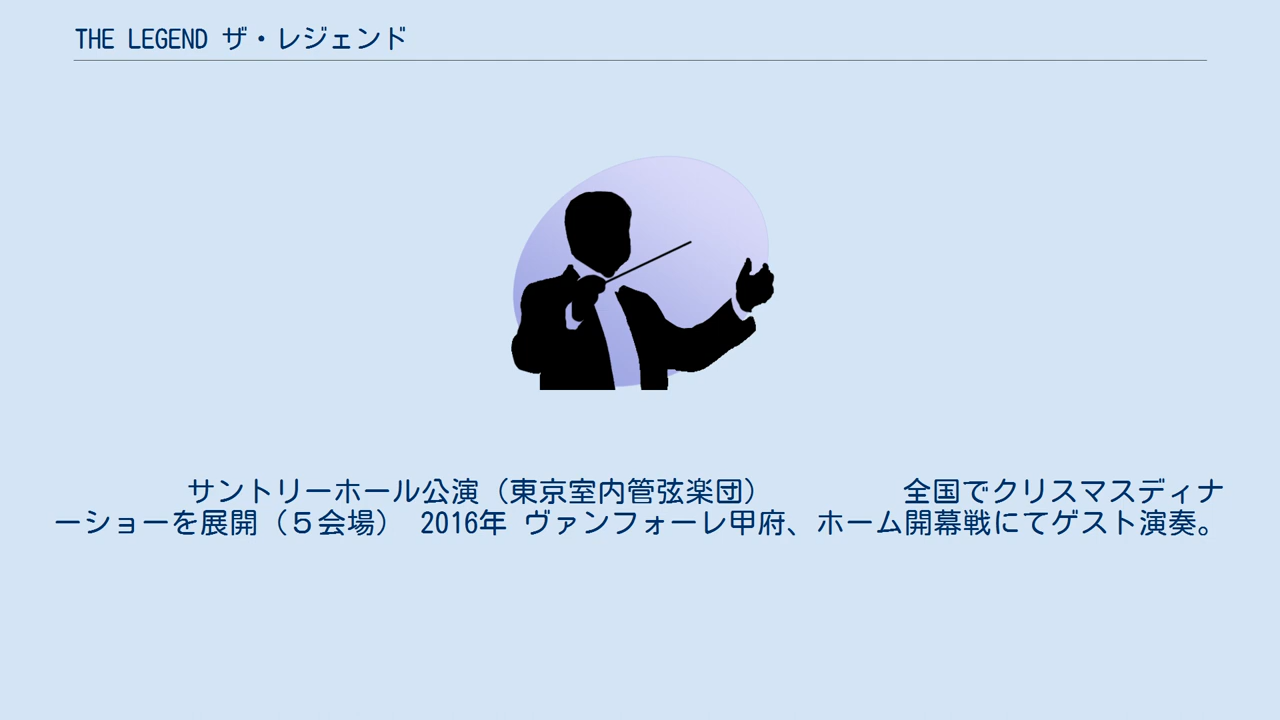 THE LEGEND ザ・レジェンド
サントリーホール公演（東京室内管弦楽団）　　　　　全国でクリスマスディナ
ーショーを展開（５会場） 2016年 ヴァンフォーレ甲府、ホーム開幕戦にてゲスト演奏。